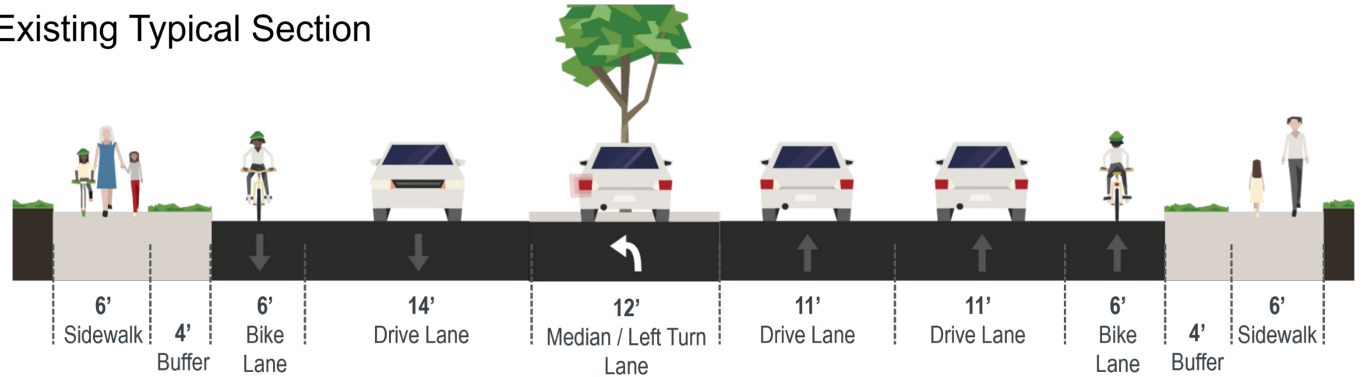 Existing Typical Section
6’
Sidewalk
4’
Buffer
6’
Bike
Lane
14’
Drive Lane
12’
Median / Left Turn
Lane
11’
Drive Lane
11’
Drive Lane
6’
Bike
Lane
4’
Buffer
6’
Sidewalk